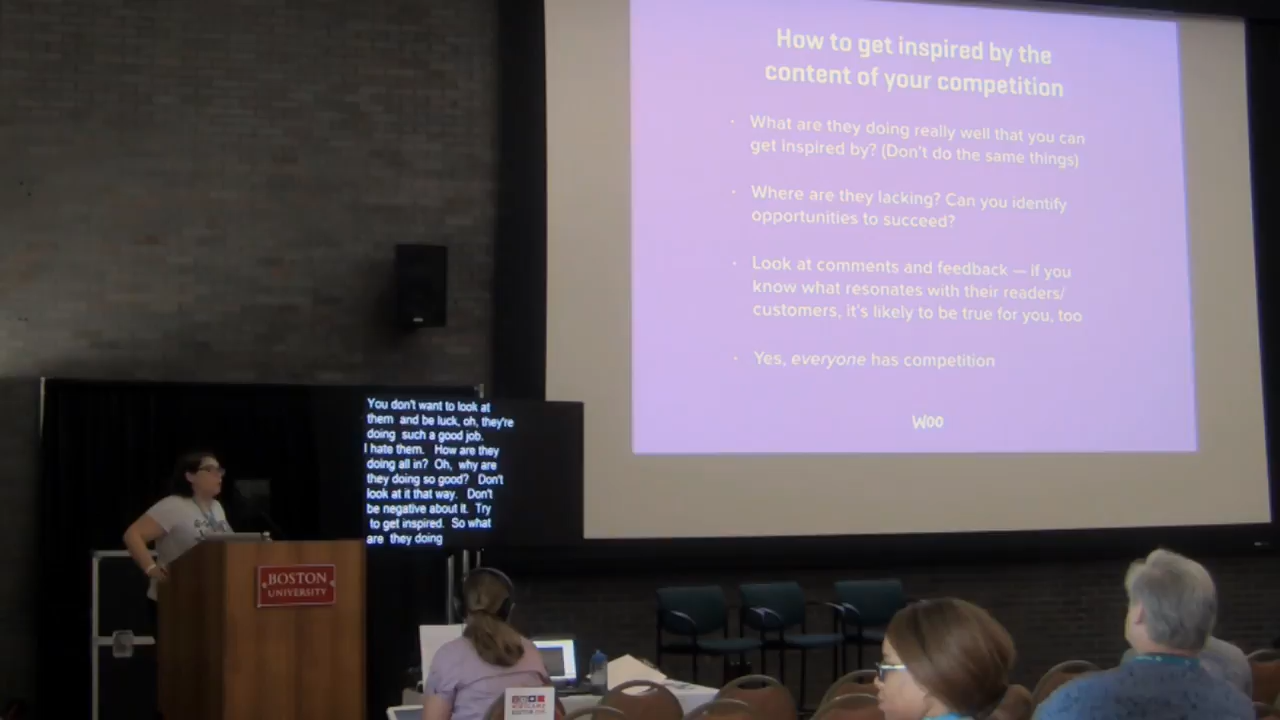 How to get inspired by the
content of your competition
· What are they doing really well that you can
get inspired by? (Don't do the same things)
· Where are they lacking? Can you identify
opportunities to succeed?
· Look at comments and feedback — if you
know what resonates with their readers/
customers, it's likely to be true for you, too
· Yes, everyone has competition
WOO
You don't want to look at
them and be luck, oh, they're
doing such a good job.
I hate them. How are they
doing all in? Oh, why are
they doing so good? Don't
look at it that way. Don't
be negative about it. Try
to get inspired. So what
are they doing
BOSTON
UNIVERSITY